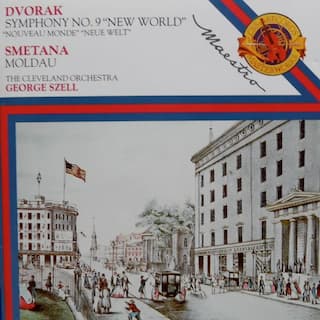 DVORAK
SYMPHONY NO. 9 "NEW WORLD"
"NOUVEAU MONDE" "NEUE WELT"
SMETANA
MOLDAU
THE CLEVELAND ORCHESTRA
GEORGE SZELL
Maestro